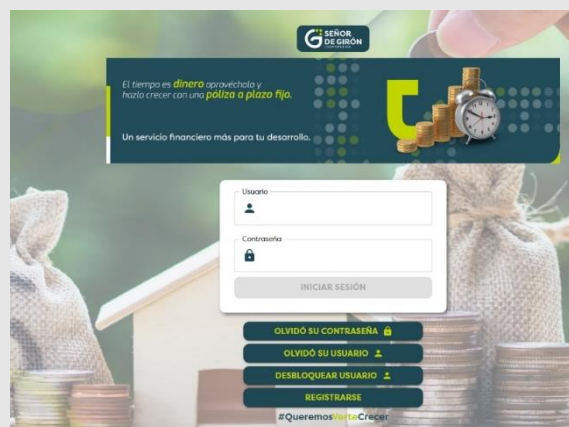 SEÑOR
DE GIRÓN
COOPERATIVA
El tiempo es dinero aprovéchalo y
hazlo crecer con una póliza a plazo fijo.
Un servicio financiero más para tu desarrollo.
Usuario
Contraseña
INICIAR SESIÓN
OLVIDÓ SU CONTRASEÑA
OLVIDÓ SU USUARIO
DESBLOQUEAR USUARIO
REGISTRARSE
#QueremosVerteCrecer